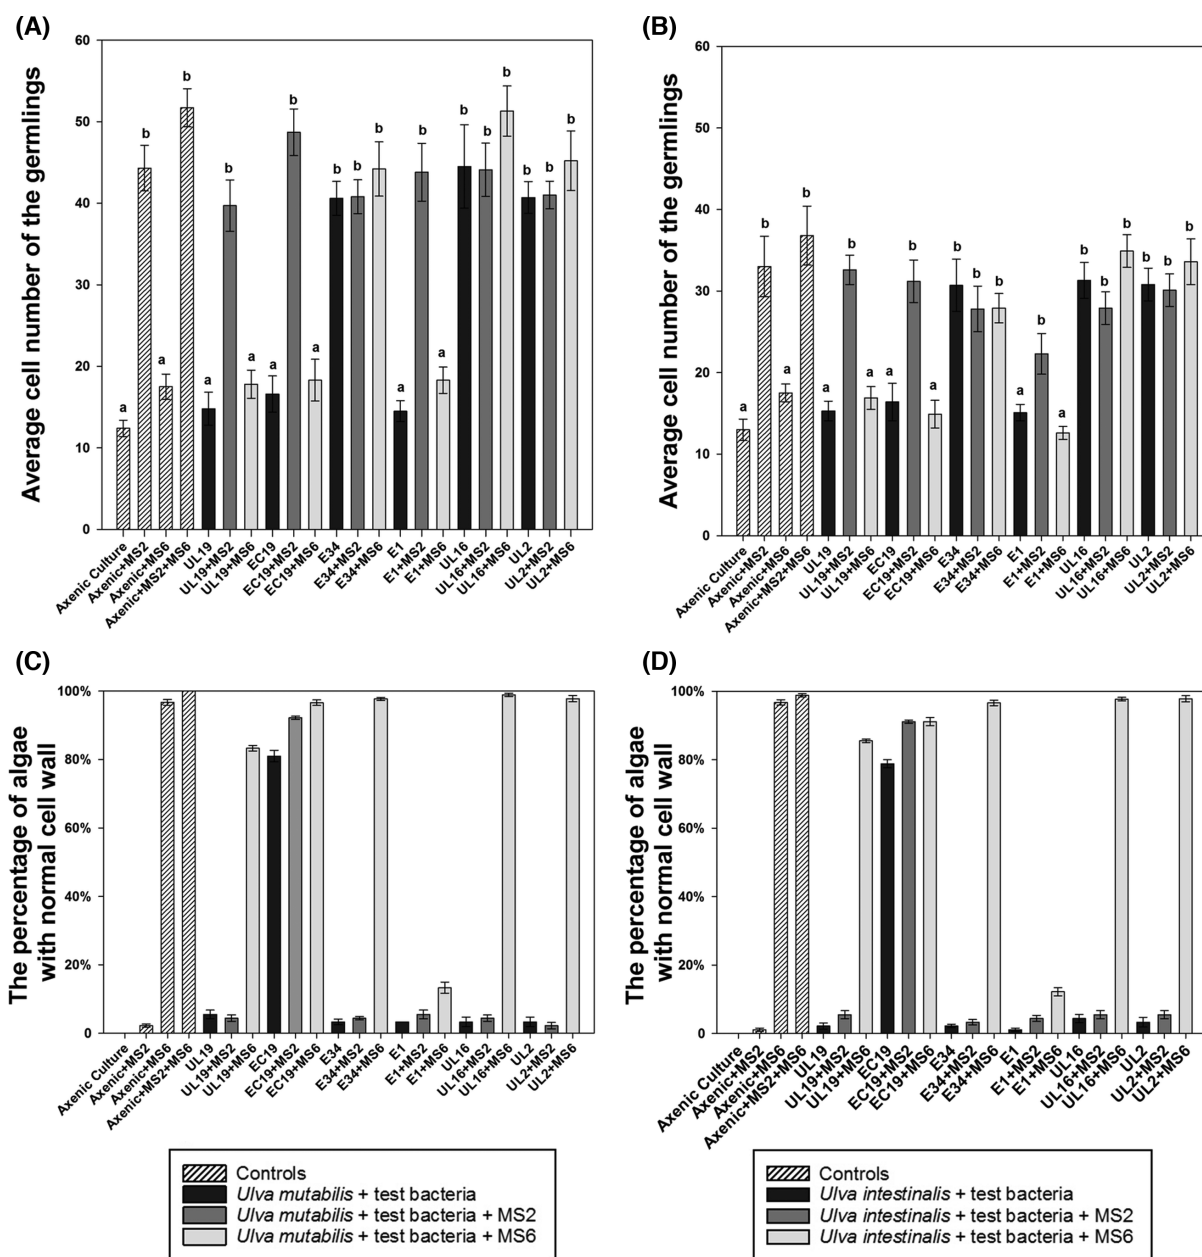 (A)
Average cell number of the germlings
60
50
40
30
20
10
0
a
b
a
b
a
b
a
a
b
a
b
b
b
a
b
a
b
b
b
b
b
b
Axenic Culture
Axenic+MS2
Axenic+MS6
Axenic+MS2+MS6
UL19
UL19+MS2
UL19+MS6
EC19
EC19+MS2
EC19+MS6
E34
E34+MS2
E34+MS6
E1
E1+MS2
E1+MS6
UL16
UL16+MS2
UL16+MS6
UL2
UL2+MS2
UL2+MS6
(B)
Average cell number of the germlings
60
50
40
30
20
10
0
a
b
a
b
a
b
a
a
b
a
b
b
b
a
b
a
b
b
b
b
b
b
Axenic Culture
Axenic+MS2
Axenic+MS6
Axenic+MS2+MS6
UL19
UL19+MS2
UL19+MS6
EC19
EC19+MS2
EC19+MS6
E34
E34+MS2
E34+MS6
E1
E1+MS2
E1+MS6
UL16
UL16+MS2
UL16+MS6
UL2
UL2+MS2
UL2+MS6
(C)
The percentage of algae
with normal cell wall
100%
80%
60%
40%
20%
0
Axenic Culture
Axenic+MS2
Axenic+MS6
Axenic+MS2+MS6
UL19
UL19+MS2
UL19+MS6
EC19
EC19+MS2
EC19+MS6
E34
E34+MS2
E34+MS6
E1
E1+MS2
E1+MS6
UL16
UL16+MS2
UL16+MS6
UL2
UL2+MS2
UL2+MS6
Controls
Ulva mutabilis + test bacteria
Ulva mutabilis + test bacteria + MS2
Ulva mutabilis + test bacteria + MS6
(D)
The percentage of algae
with normal cell wall
100%
80%
60%
40%
20%
0
Axenic Culture
Axenic+MS2
Axenic+MS6
Axenic+MS2+MS6
UL19
UL19+MS2
UL19+MS6
EC19
EC19+MS2
EC19+MS6
E34
E34+MS2
E34+MS6
E1
E1+MS2
E1+MS6
UL16
UL16+MS2
UL16+MS6
UL2
UL2+MS2
UL2+MS6
Controls
Ulva intestinalis + test bacteria
Ulva intestinalis + test bacteria + MS2
Ulva intestinalis + test bacteria + MS6